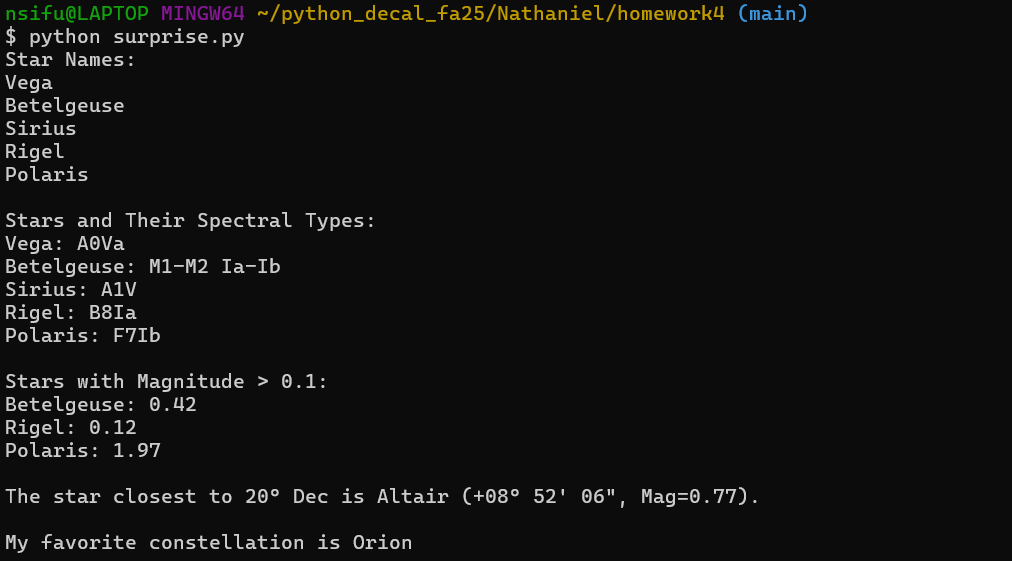 nsifu@LAPTOP MINGW64 ~/python_decal_fa25/Nathaniel/homework4 (main)
$ python surprise.py
Star Names:
Vega
Betelgeuse
Sirius
Rigel
Polaris

Stars and Their Spectral Types:
Vega: A0Va
Betelgeuse: M1-M2 Ia-Ib
Sirius: A1V
Rigel: B8Ia
Polaris: F7Ib

Stars with Magnitude > 0.1:
Betelgeuse: 0.42
Rigel: 0.12
Polaris: 1.97

The star closest to 20° Dec is Altair (+08° 52' 06", Mag=0.77).

My favorite constellation is Orion